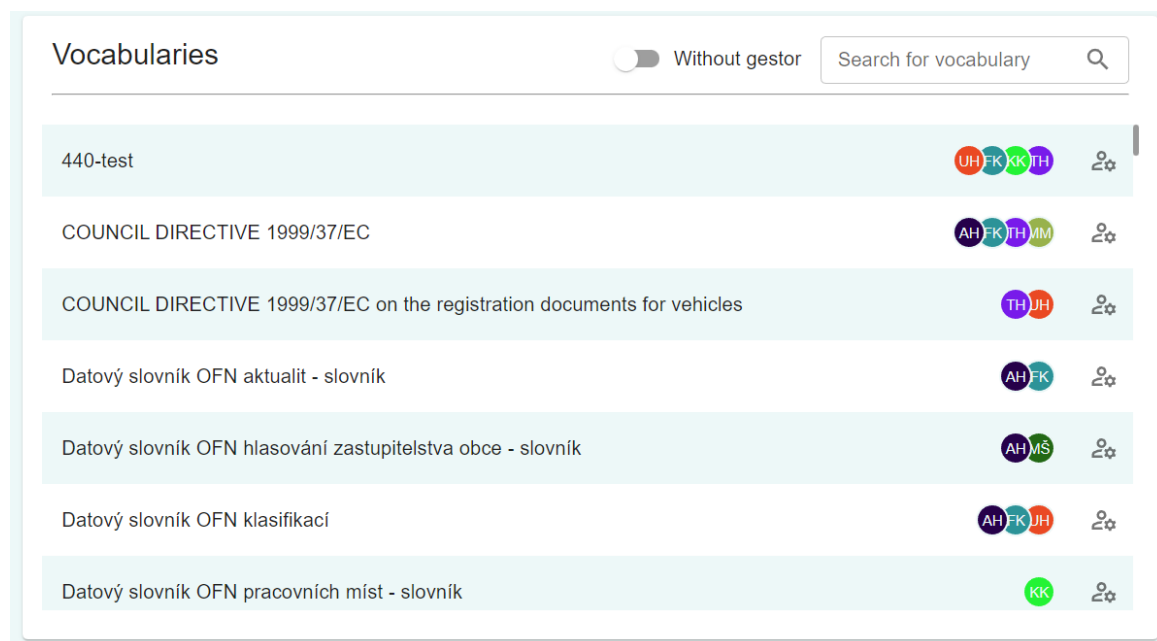 Vocabularies
Without gestor
Search for vocabulary
440-test
UH FK KK TH
COUNCIL DIRECTIVE 1999/37/EC
AH FK TH MM
COUNCIL DIRECTIVE 1999/37/EC on the registration documents for vehicles
TH UH
Datový slovník OFN aktualit - slovník
AH FK
Datový slovník OFN hlasování zastupitelstva obce - slovník
AH MŠ
Datový slovník OFN klasifikací
AH FK UH
Datový slovník OFN pracovních míst - slovník
KK